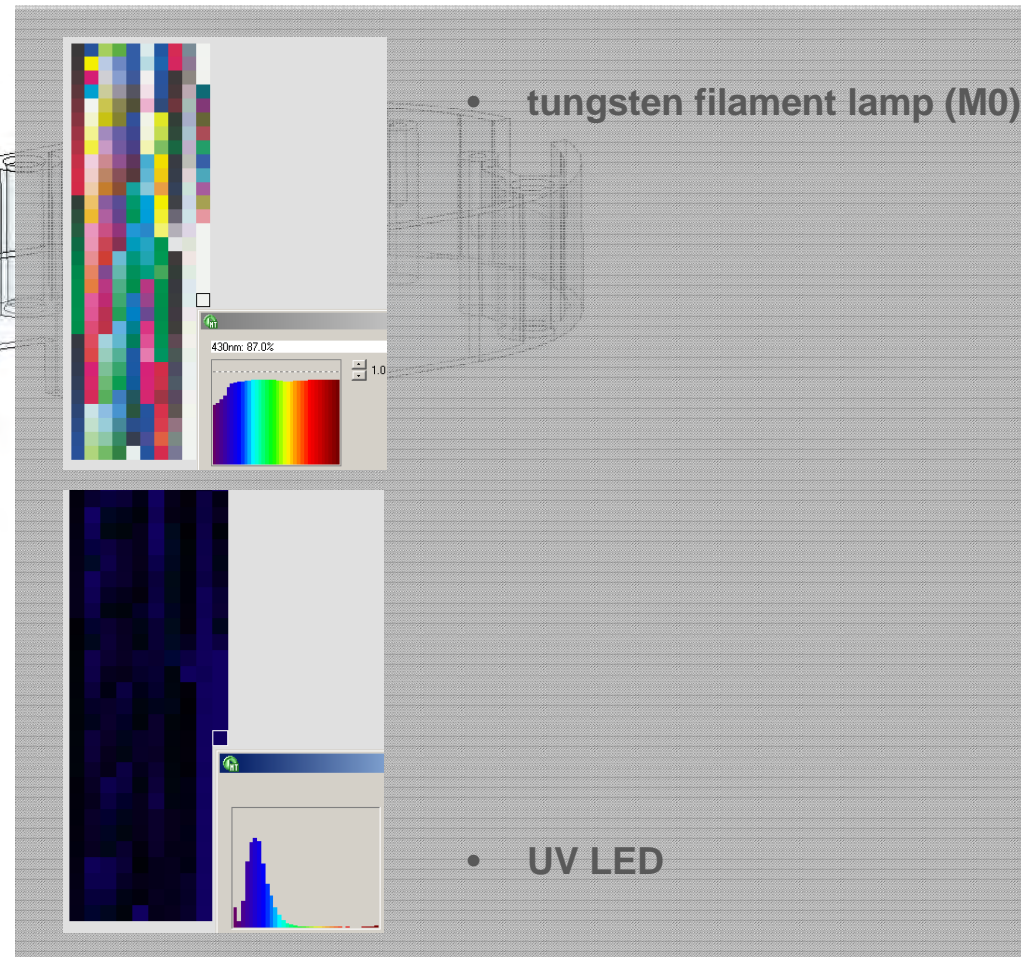 • tungsten filament lamp (M0)
430nm: 87.0%
1.0
• UV LED